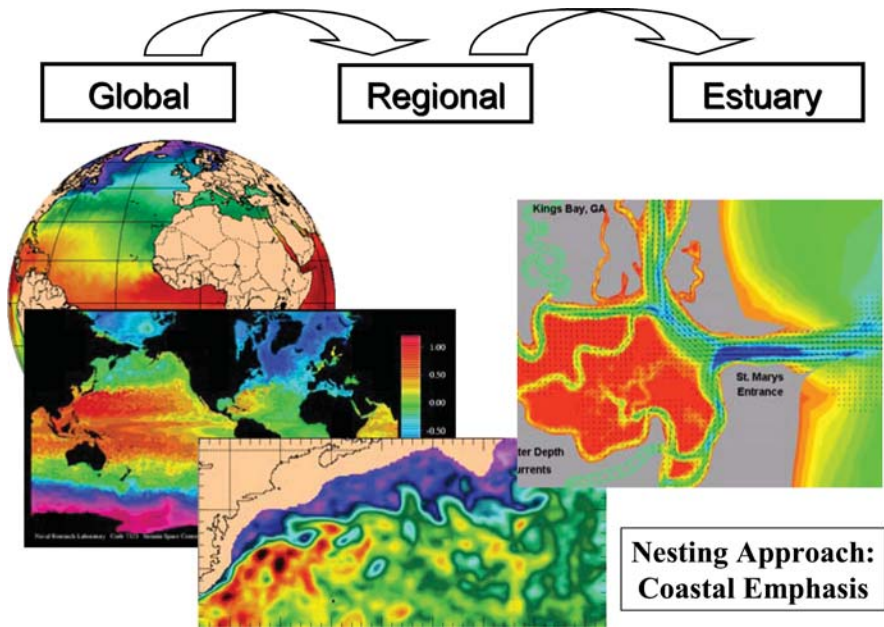 Global
Regional
Estuary
Kings Bay, GA
St. Marys
Entrance
ter Depth
urrents
1.00
0.50
0.00
-0.50
Naval Research Laboratory
Nesting Approach:
Coastal Emphasis